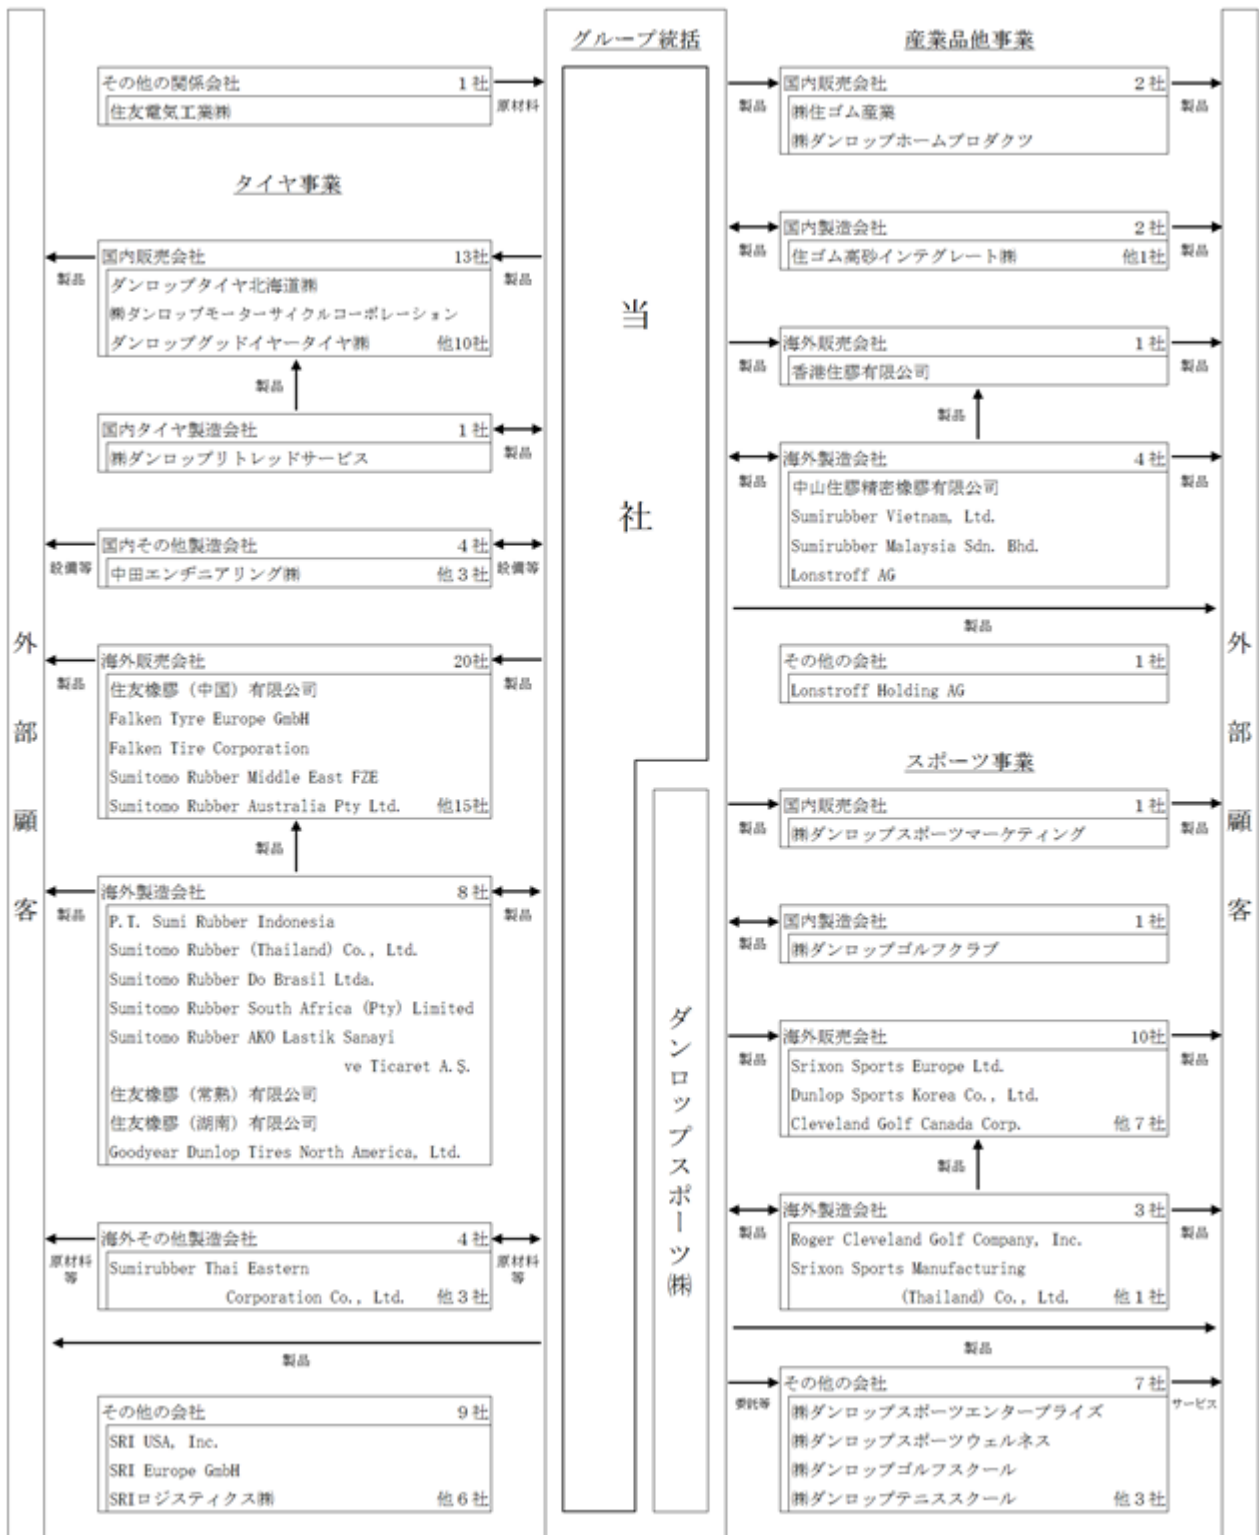 グループ統括
当社
ダンロップスポーツ㈱
外部顧客
その他の関係会社 1社
住友電気工業㈱
原材料
タイヤ事業
国内販売会社 13社
ダンロップタイヤ北海道㈱
㈱ダンロップモーターサイクルコーポレーション
ダンロップグッドイヤータイヤ㈱ 他10社
製品
製品
製品
国内タイヤ製造会社 1社
㈱ダンロップリトレッドサービス
製品
国内その他製造会社 4社
中田エンヂニアリング㈱ 他3社
設備等
設備等
海外販売会社 20社
住友橡膠（中国）有限公司
Falken Tyre Europe GmbH
Falken Tire Corporation
Sumitomo Rubber Middle East FZE
Sumitomo Rubber Australia Pty Ltd. 他15社
製品
製品
製品
海外製造会社 8社
P.T. Sumi Rubber Indonesia
Sumitomo Rubber (Thailand) Co., Ltd.
Sumitomo Rubber Do Brasil Ltda.
Sumitomo Rubber South Africa (Pty) Limited
Sumitomo Rubber AKO Lastik Sanayi
ve Ticaret A.Ş.
住友橡膠（常熟）有限公司
住友橡膠（湖南）有限公司
Goodyear Dunlop Tires North America, Ltd.
製品
製品
海外その他製造会社 4社
Sumirubber Thai Eastern
Corporation Co., Ltd. 他3社
原材料
等
原材料
等
製品
その他の会社 9社
SRI USA, Inc.
SRI Europe GmbH
SRIロジスティクス㈱ 他6社
産業品他事業
国内販売会社 2社
㈱住ゴム産業
㈱ダンロップホームプロダクツ
製品
製品
国内製造会社 2社
住ゴム高砂インテグレート㈱ 他1社
製品
製品
海外販売会社 1社
香港住膠有限公司
製品
製品
製品
海外製造会社 4社
中山住膠精密橡膠有限公司
Sumirubber Vietnam, Ltd.
Sumirubber Malaysia Sdn. Bhd.
Lonstroff AG
製品
製品
製品
その他の会社 1社
Lonstroff Holding AG
スポーツ事業
国内販売会社 1社
㈱ダンロップスポーツマーケティング
製品
製品
国内製造会社 1社
㈱ダンロップゴルフクラブ
製品
海外販売会社 10社
Srixon Sports Europe Ltd.
Dunlop Sports Korea Co., Ltd.
Cleveland Golf Canada Corp. 他7社
製品
製品
製品
海外製造会社 3社
Roger Cleveland Golf Company, Inc.
Srixon Sports Manufacturing
(Thailand) Co., Ltd. 他1社
製品
製品
製品
その他の会社 7社
㈱ダンロップスポーツエンタープライズ
㈱ダンロップスポーツウェルネス
㈱ダンロップゴルフスクール
㈱ダンロップテニススクール 他3社
委託等
サービス
外部顧客